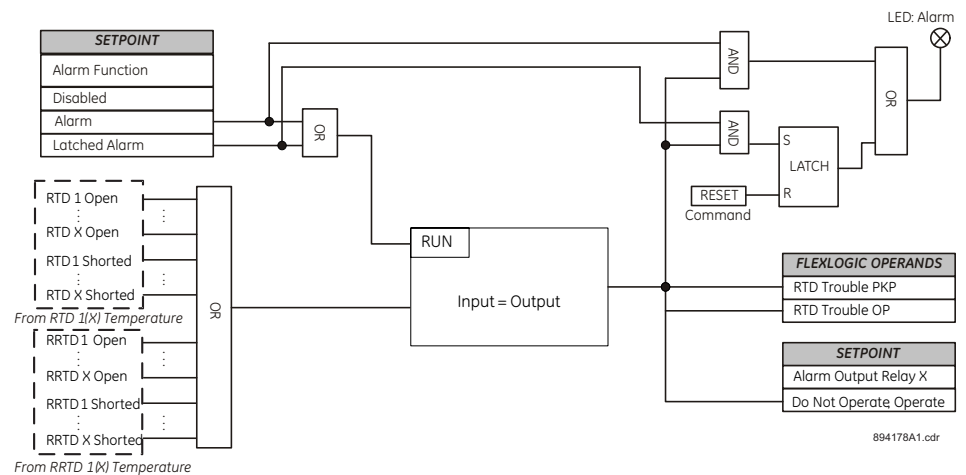 LED: Alarm
SETPOINT
Alarm Function
Disabled
Alarm
Latched Alarm
OR
AND
AND
OR
S
LATCH
R
RESET
Command
RTD 1 Open
:
RTD X Open
RTD 1 Shorted
:
RTD X Shorted
From RTD 1(X) Temperature
RRTD 1 Open
:
RRTD X Open
RRTD 1 Shorted
:
RRTD X Shorted
From RRTD 1(X) Temperature
:
:
:
:
OR
RUN
Input = Output
FLEXLOGIC OPERANDS
RTD Trouble PKP
RTD Trouble OP
SETPOINT
Alarm Output Relay X
Do Not Operate, Operate
894178A1.cdr